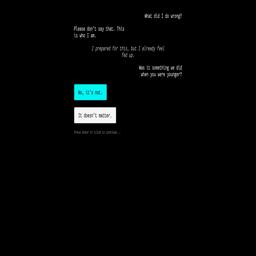 What did I do wrong?
Please don't say that. This
is who I am.
I prepared for this, but I already feel
fed up.
Was it something we did
when you were younger?
No, it's not.
It doesn't matter.
Press enter or click to continue...